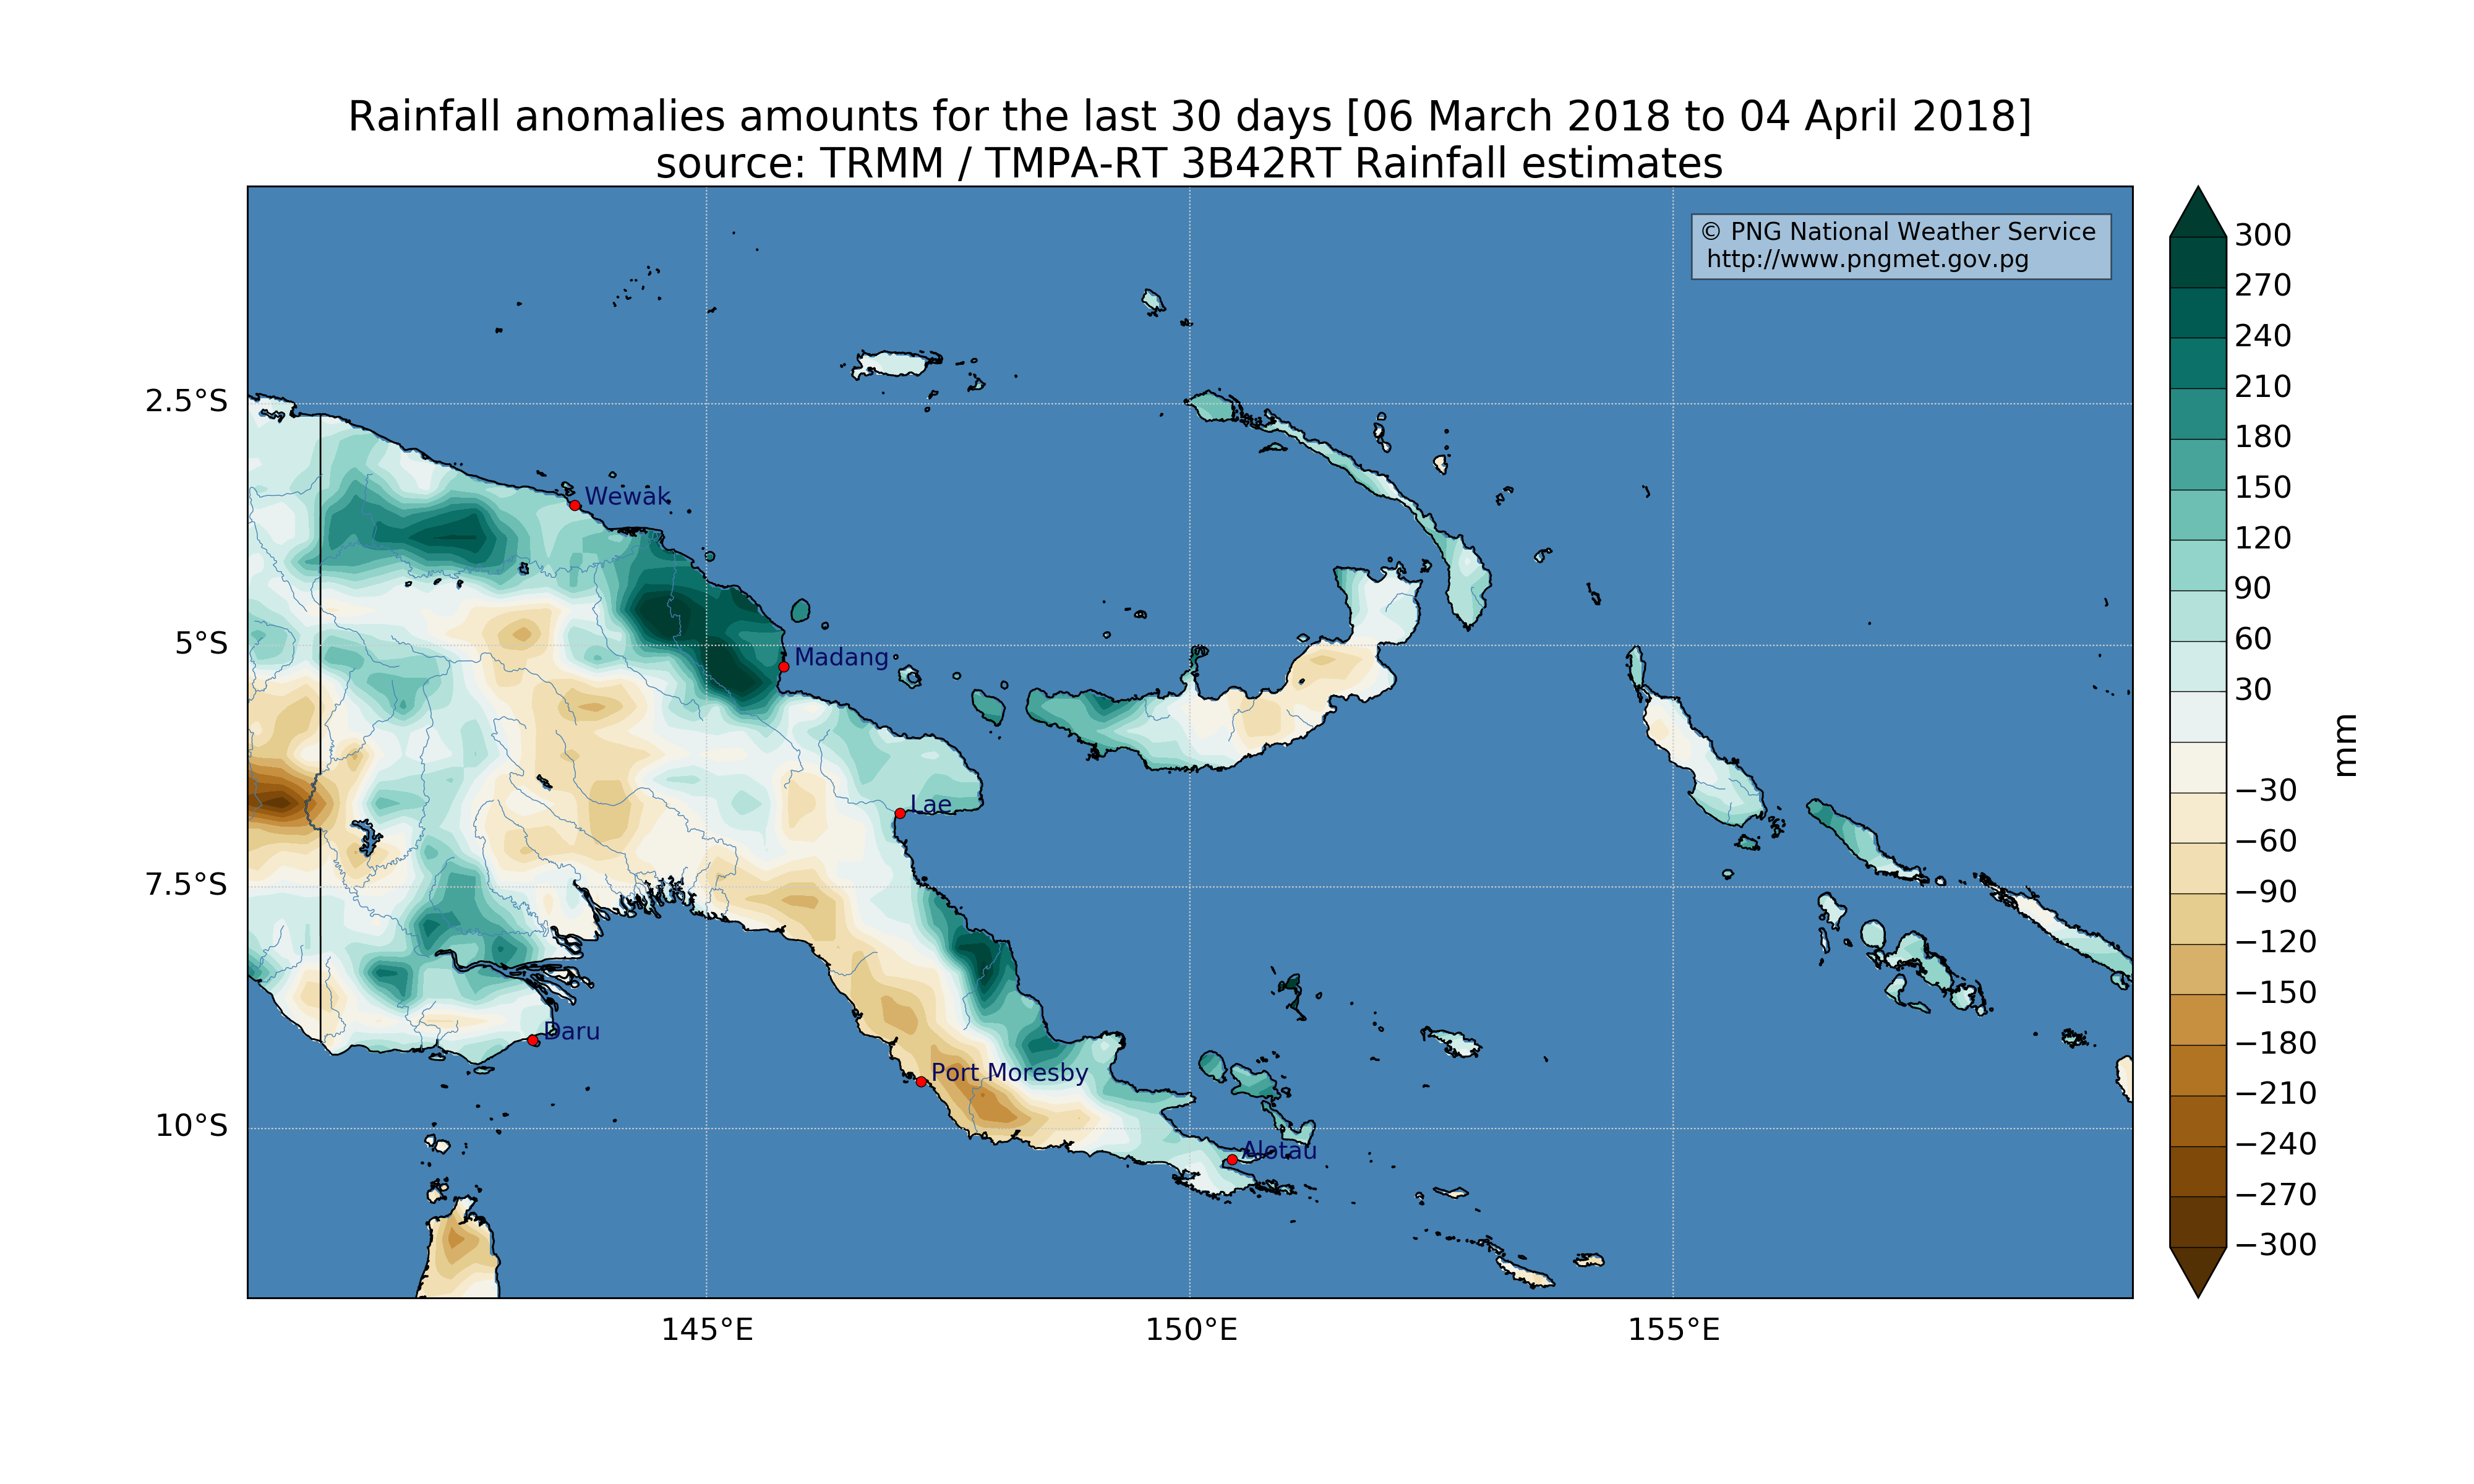 Rainfall anomalies amounts for the last 30 days [06 March 2018 to 04 April 2018]
source: TRMM / TMPA-RT 3B42RT Rainfall estimates
© PNG National Weather Service
http://www.pngmet.gov.pg
2.5°S
5°S
7.5°S
10°S
Wewak
Madang
Lae
Daru
Port Moresby
Alotau
145°E
150°E
155°E
300
270
240
210
180
150
120
90
60
30
−30
−60
−90
−120
−150
−180
−210
−240
−270
−300
mm